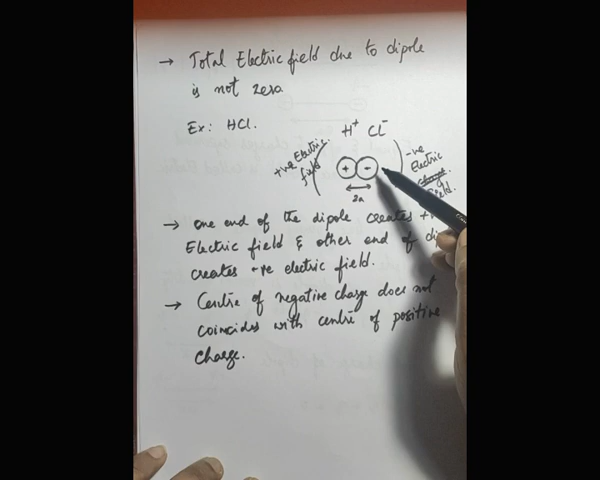 → Total Electric field due to dipole
is not zero
Ex: HCl.
H⁺ Cl⁻
+ve Electric
field
-ve
Electric
field.
+ -
2a
→ one end of the dipole creates
Electric field & other end of
creates -ve electric field.
→ Centre of negative charge does not
coincides with centre of positive
charge.